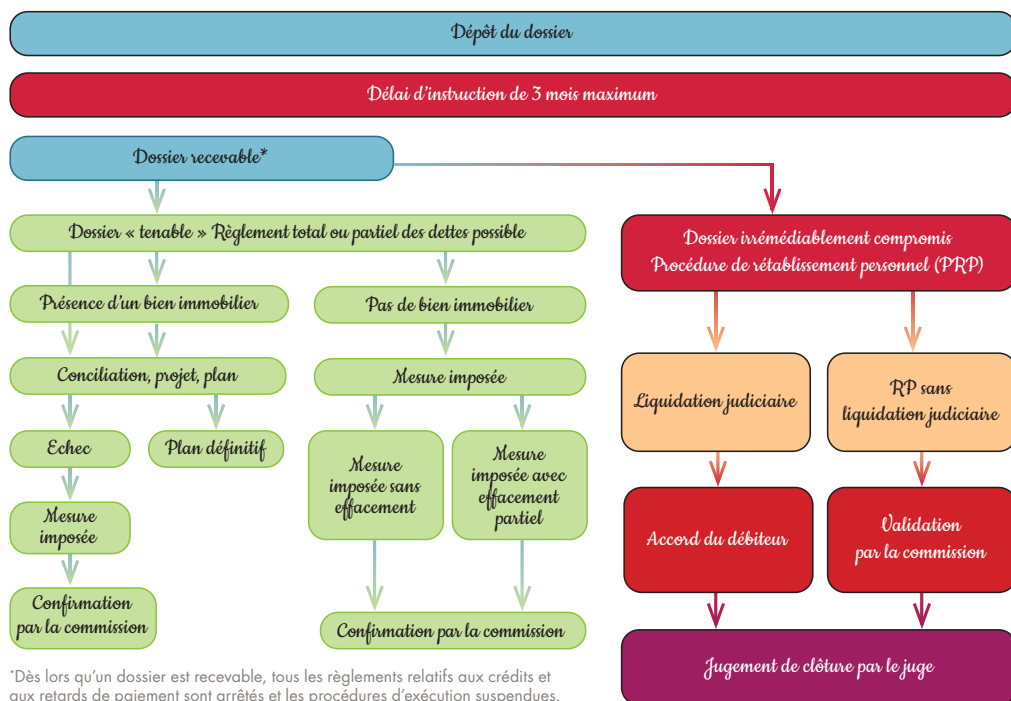 Dépôt du dossier
Délai d'instruction de 3 mois maximum
Dossier recevable*
Dossier « tenable » Règlement total ou partiel des dettes possible
Présence d'un bien immobilier
Pas de bien immobilier
Conciliation, projet, plan
Mesure imposée
Echec
Plan définitif
Mesure
imposée sans
effacement
Mesure
imposée avec
effacement
partiel
Mesure
imposée
Confirmation
par la commission
Confirmation par la commission
Dossier irrémédiablement compromis
Procédure de rétablissement personnel (PRP)
Liquidation judiciaire
RP sans
liquidation judiciaire
Accord du débiteur
Validation
par la commission
Jugement de clôture par le juge
*Dès lors qu'un dossier est recevable, tous les règlements relatifs aux crédits et
aux retards de paiement sont arrêtés et les procédures d'exécution suspendues.